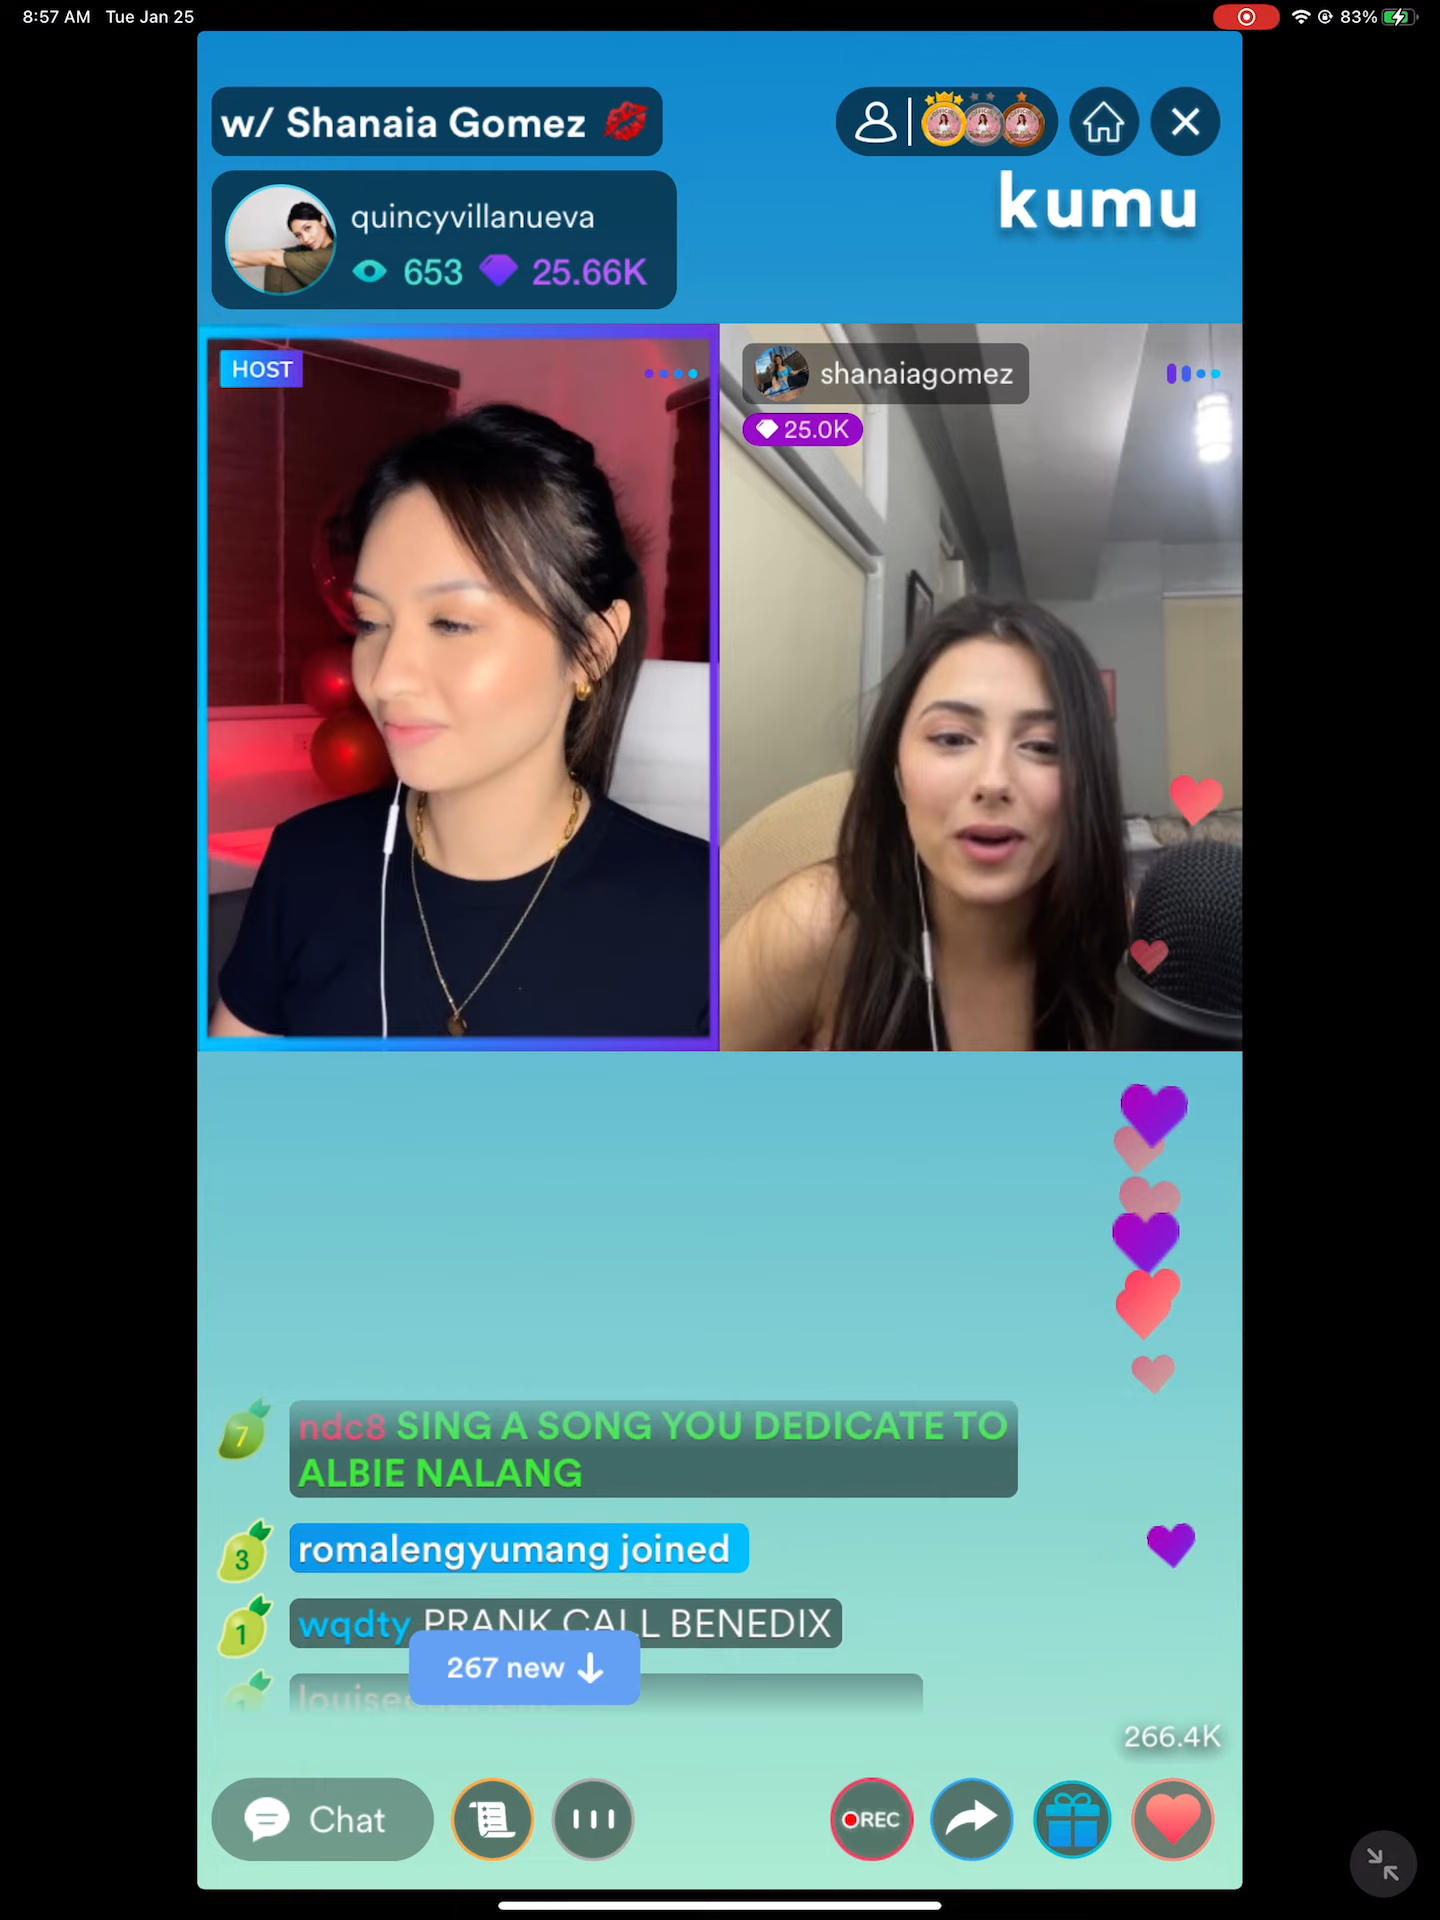 8:57 AM Tue Jan 25
83%
w/ Shanaia Gomez 💋
kumu
quincyvillanueva
653 25.66K
HOST
shanaiagomez
25.0K
7
ndc8 SING A SONG YOU DEDICATE TO
ALBIE NALANG
3
romalengyumang joined
1
wqdty PRANK CALL BENEDIX
267 new ↓
266.4K
Chat
REC